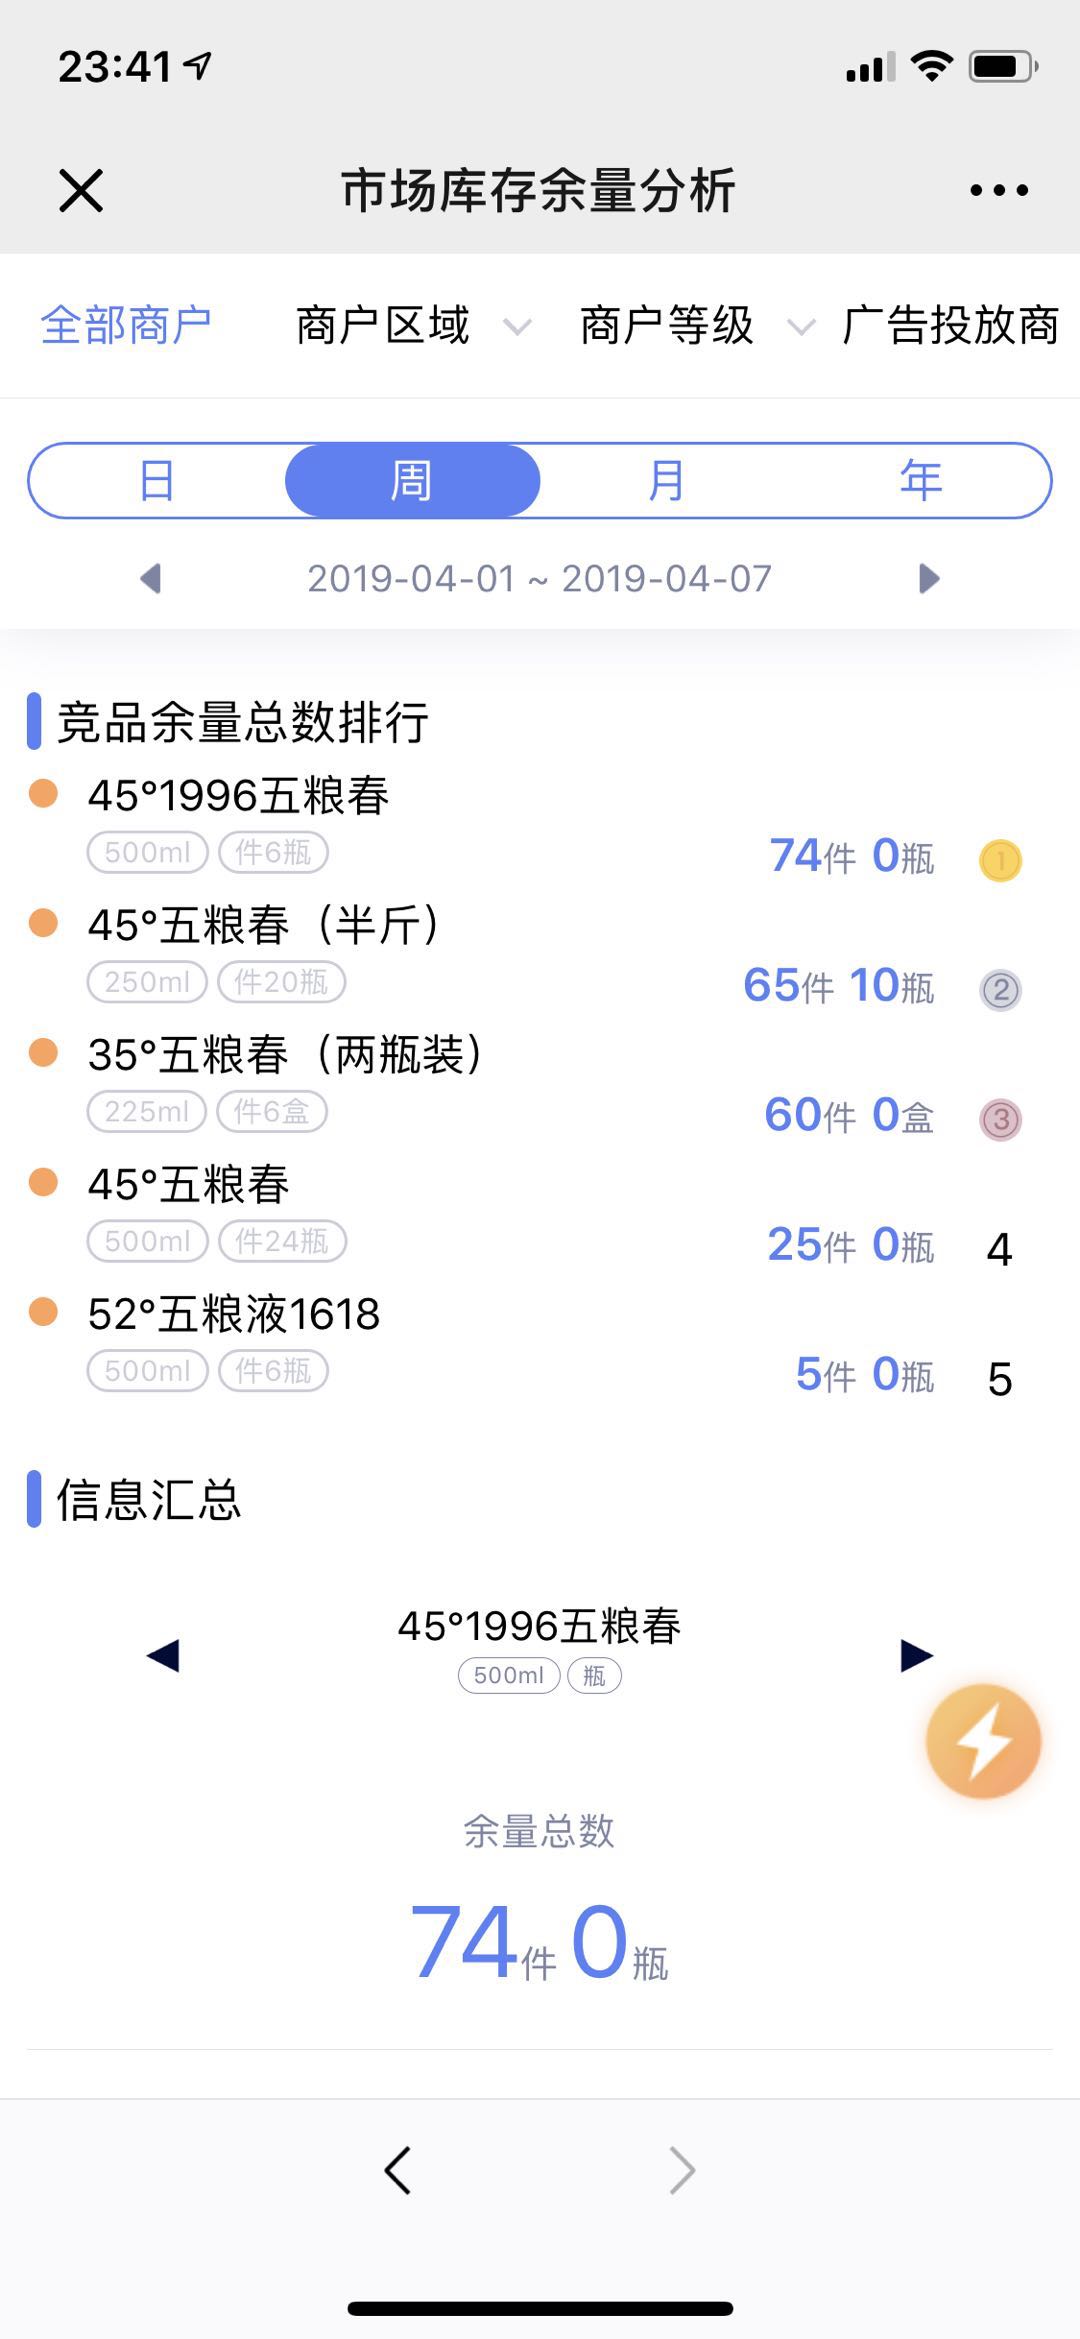 23:41
市场库存余量分析
全部商户 商户区域 商户等级 广告投放商
日 周 月 年
2019-04-01 ~ 2019-04-07
竞品余量总数排行
45°1996五粮春
500ml 件6瓶 74件 0瓶 1
45°五粮春（半斤）
250ml 件20瓶 65件 10瓶 2
35°五粮春（两瓶装）
225ml 件6盒 60件 0盒 3
45°五粮春
500ml 件24瓶 25件 0瓶 4
52°五粮液1618
500ml 件6瓶 5件 0瓶 5
信息汇总
45°1996五粮春
500ml 瓶
余量总数
74件 0瓶